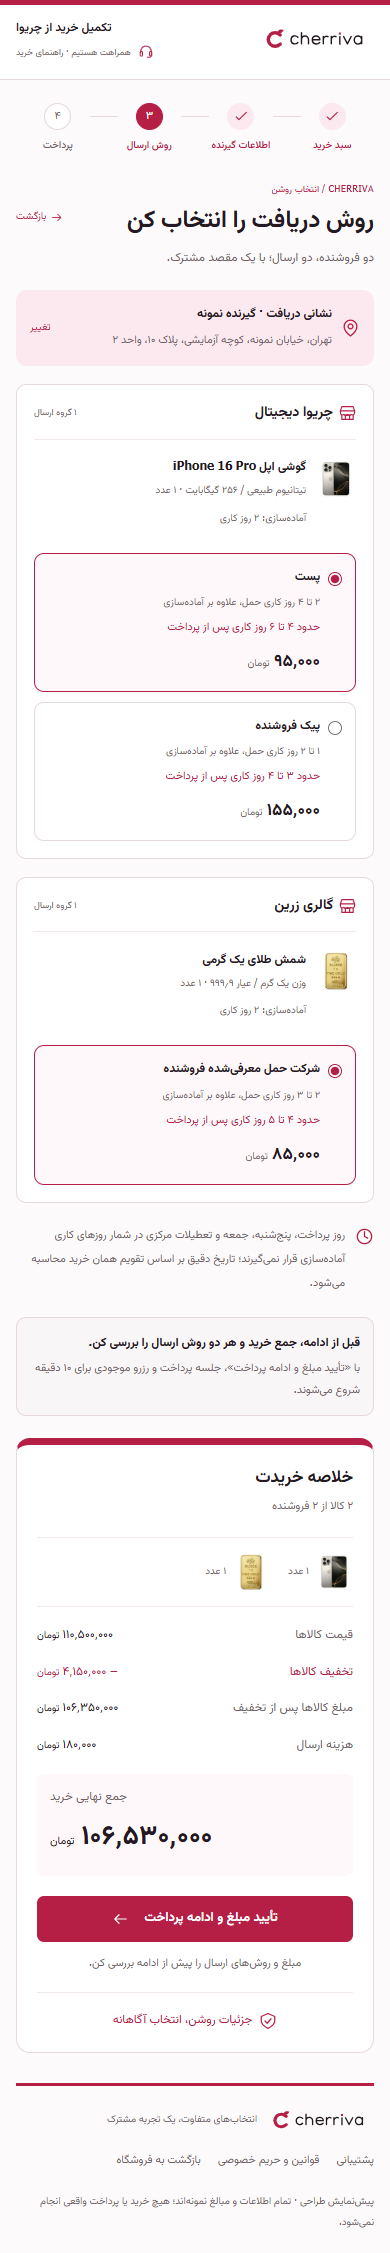 cherriva
تکمیل خرید از چریوا
همراهت هستیم · راهنمای خرید
سبد خرید
اطلاعات گیرنده
۳
روش ارسال
۴
پرداخت
CHERRIVA / انتخاب روشن
روش دریافت را انتخاب کن
بازگشت
دو فروشنده، دو ارسال؛ با یک مقصد مشترک.
نشانی دریافت · گیرنده نمونه
تهران، خیابان نمونه، کوچه آزمایشی، پلاک ۱۰، واحد ۲
تغییر
چریوا دیجیتال
۱ گروه ارسال
گوشی اپل iPhone 16 Pro
تیتانیوم طبیعی / ۲۵۶ گیگابایت · ۱ عدد
آماده‌سازی: ۲ روز کاری
پست
۲ تا ۴ روز کاری حمل، علاوه بر آماده‌سازی
حدود ۴ تا ۶ روز کاری پس از پرداخت
۹۵,۰۰۰ تومان
پیک فروشنده
۱ تا ۲ روز کاری حمل، علاوه بر آماده‌سازی
حدود ۳ تا ۴ روز کاری پس از پرداخت
۱۵۵,۰۰۰ تومان
گالری زرین
۱ گروه ارسال
شمش طلای یک گرمی
وزن یک گرم / عیار ۹۹۹٫۹ · ۱ عدد
آماده‌سازی: ۲ روز کاری
شرکت حمل معرفی‌شده فروشنده
۲ تا ۳ روز کاری حمل، علاوه بر آماده‌سازی
حدود ۴ تا ۵ روز کاری پس از پرداخت
۸۵,۰۰۰ تومان
روز پرداخت، پنج‌شنبه، جمعه و تعطیلات مرکزی در شمار روزهای کاری
آماده‌سازی قرار نمی‌گیرند؛ تاریخ دقیق بر اساس تقویم همان خرید محاسبه
می‌شود.
قبل از ادامه، جمع خرید و هر دو روش ارسال را بررسی کن.
با «تأیید مبلغ و ادامه پرداخت»، جلسه پرداخت و رزرو موجودی برای ۱۰ دقیقه
شروع می‌شوند.
خلاصه خریدت
۲ کالا از ۲ فروشنده
۱ عدد
۱ عدد
قیمت کالاها
۱۱۰,۵۰۰,۰۰۰ تومان
تخفیف کالاها
− ۴,۱۵۰,۰۰۰ تومان
مبلغ کالاها پس از تخفیف
۱۰۶,۳۵۰,۰۰۰ تومان
هزینه ارسال
۱۸۰,۰۰۰ تومان
جمع نهایی خرید
۱۰۶,۵۳۰,۰۰۰ تومان
تأیید مبلغ و ادامه پرداخت
مبلغ و روش‌های ارسال را پیش از ادامه بررسی کن.
جزئیات روشن، انتخاب آگاهانه
cherriva
انتخاب‌های متفاوت، یک تجربه مشترک
پشتیبانی
قوانین و حریم خصوصی
بازگشت به فروشگاه
پیش‌نمایش طراحی · تمام اطلاعات و مبالغ نمونه‌اند؛ هیچ خرید یا پرداخت واقعی انجام
نمی‌شود.